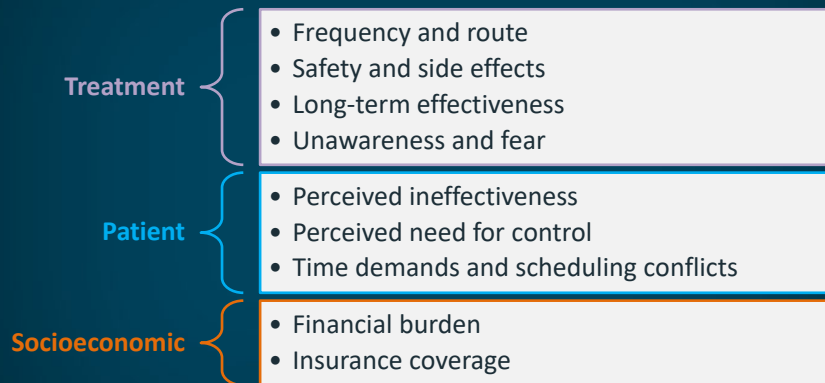 Treatment
• Frequency and route
• Safety and side effects
• Long-term effectiveness
• Unawareness and fear
Patient
• Perceived ineffectiveness
• Perceived need for control
• Time demands and scheduling conflicts
Socioeconomic
• Financial burden
• Insurance coverage